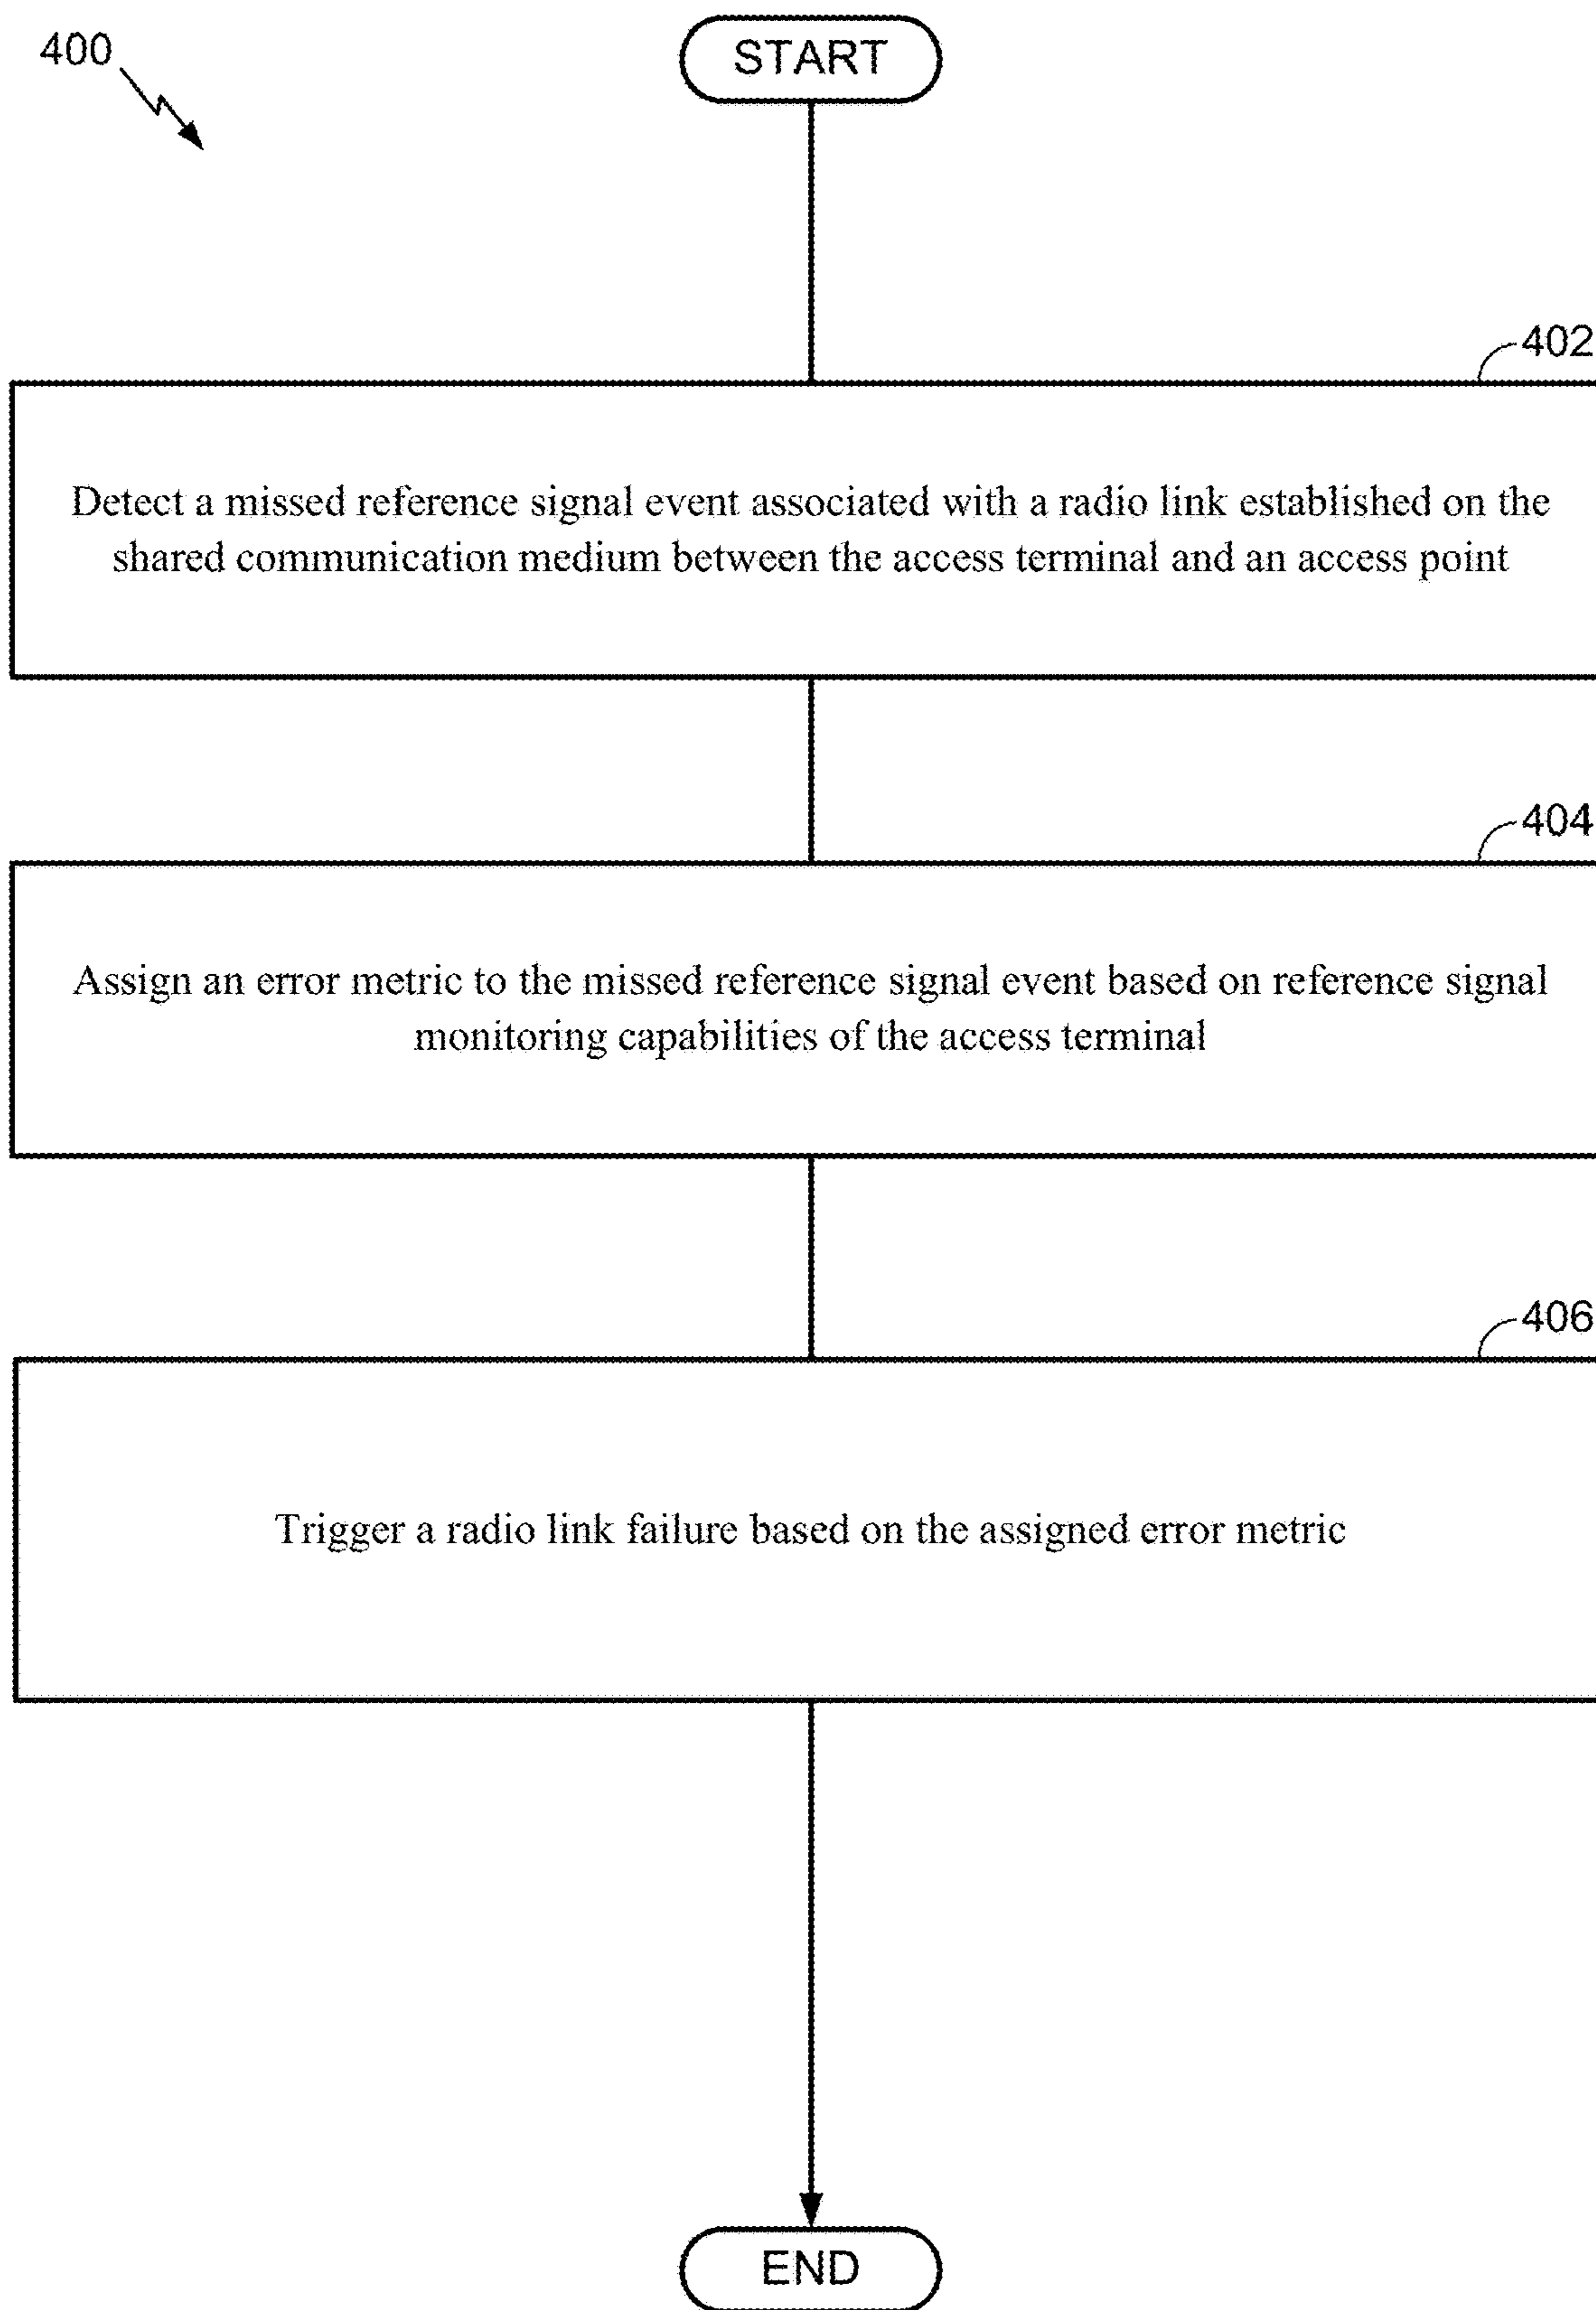 400
START
402
Detect a missed reference signal event associated with a radio link established on the
shared communication medium between the access terminal and an access point
404
Assign an error metric to the missed reference signal event based on reference signal
monitoring capabilities of the access terminal
406
Trigger a radio link failure based on the assigned error metric
END